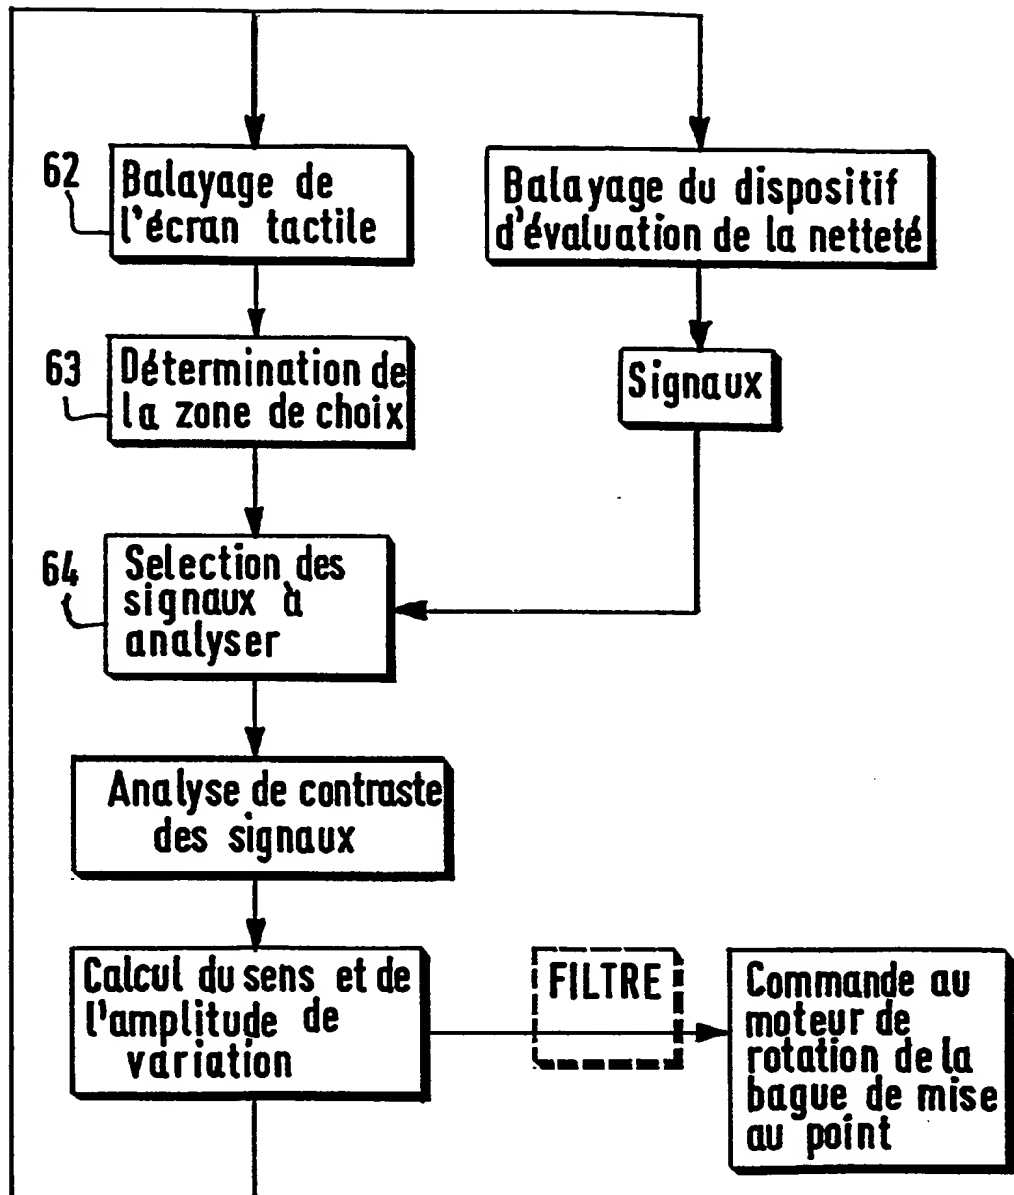 62
Balayage de
l'écran tactile
Balayage du dispositif
d'évaluation de la netteté
63
Détermination de
la zone de choix
Signaux
64
Selection des
signaux à
analyser
Analyse de contraste
des signaux
Calcul du sens et de
l'amplitude de
variation
FILTRE
Commande au
moteur de
rotation de la
bague de mise
au point